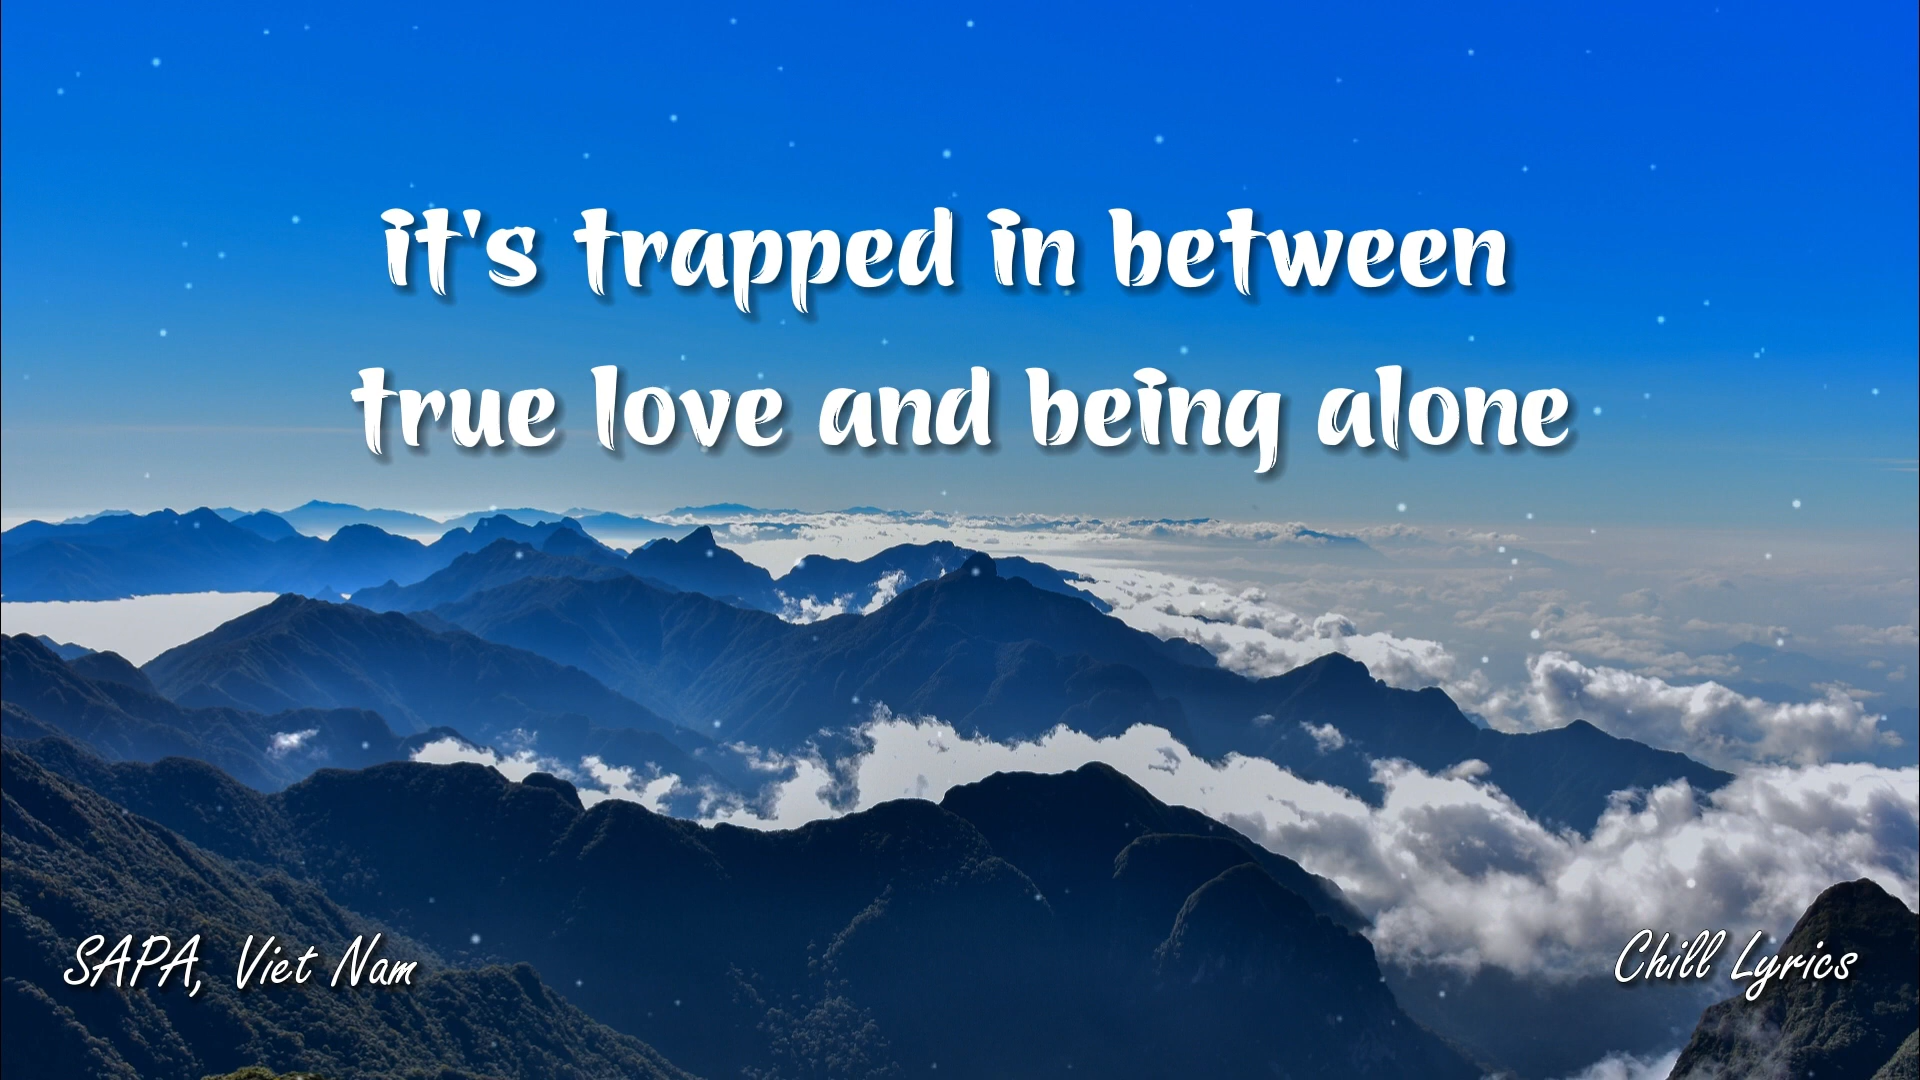 it's trapped in between
true love and being alone
SAPA, Viet Nam
Chill Lyrics